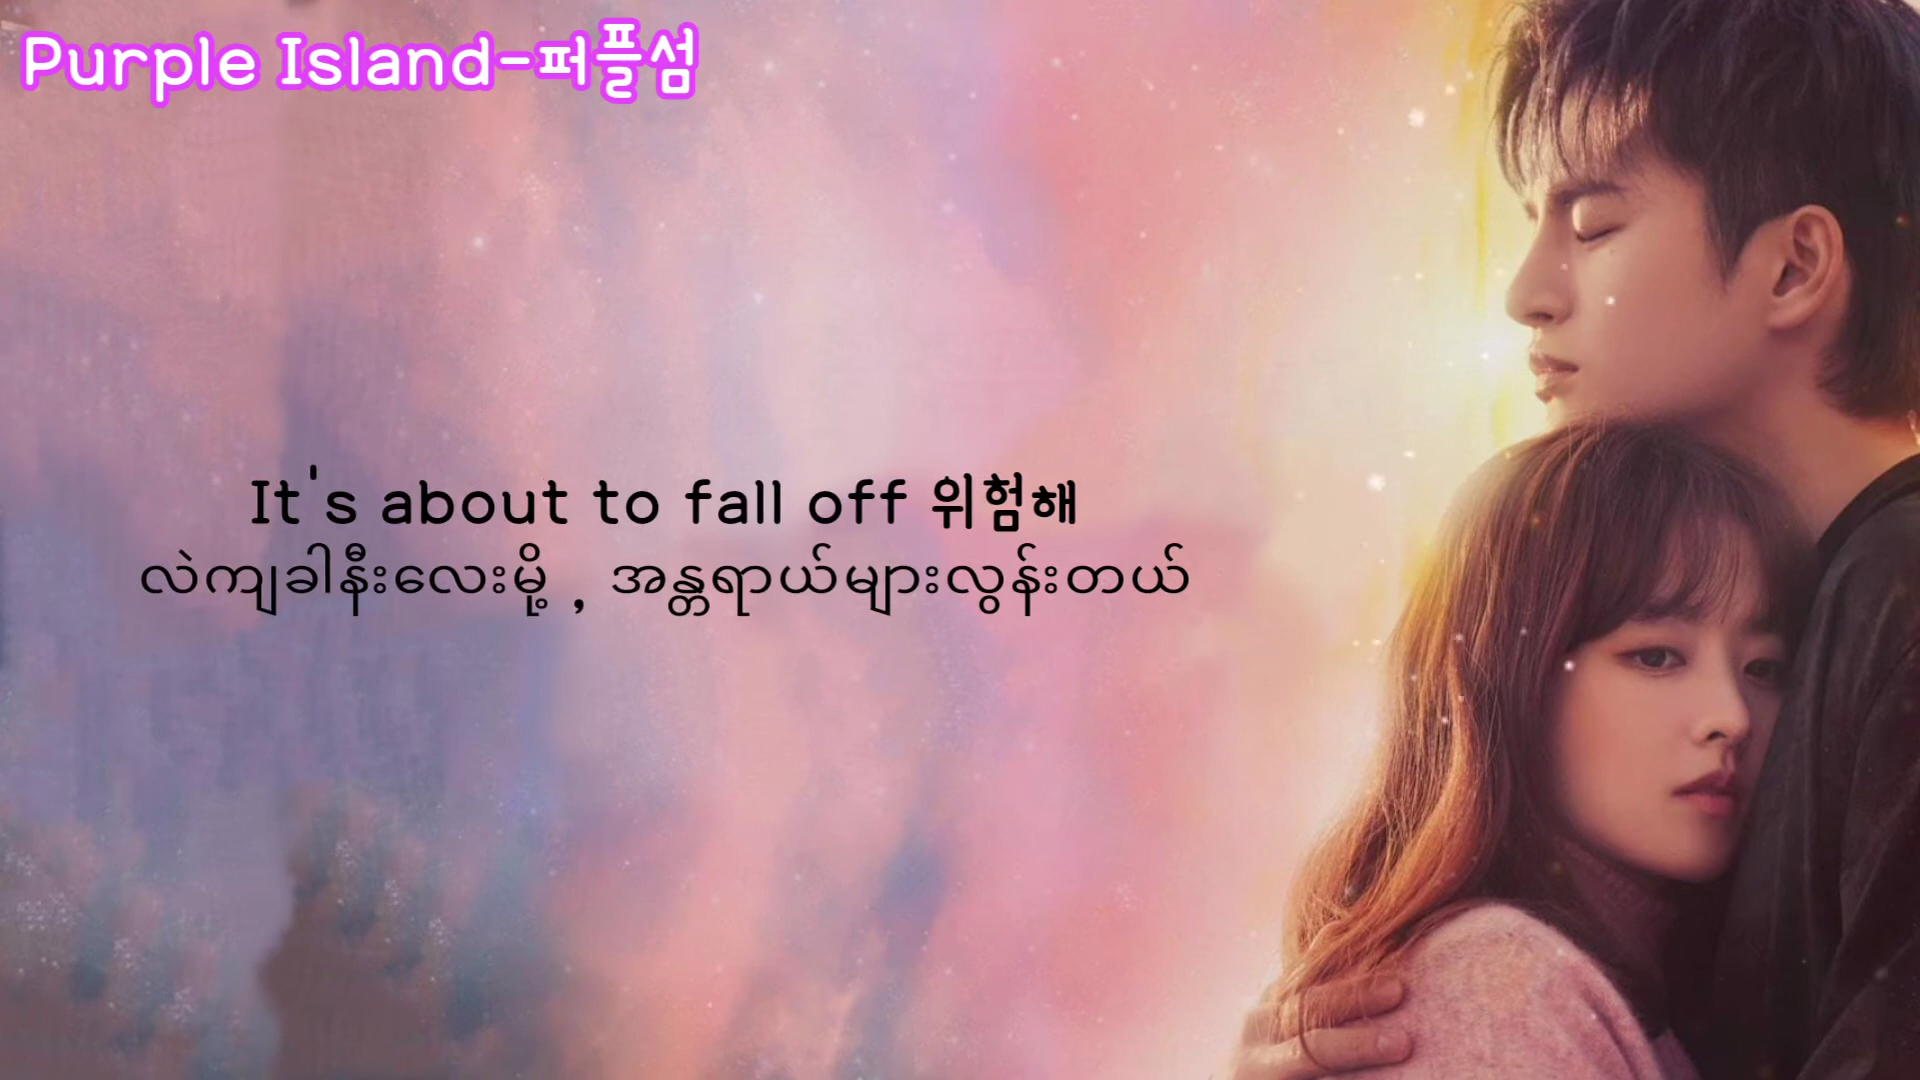 Purple Island-퍼플섬
It's about to fall off 위험해
လဲကျခါနီးလေးမို့ , အန္တရာယ်များလွန်းတယ်